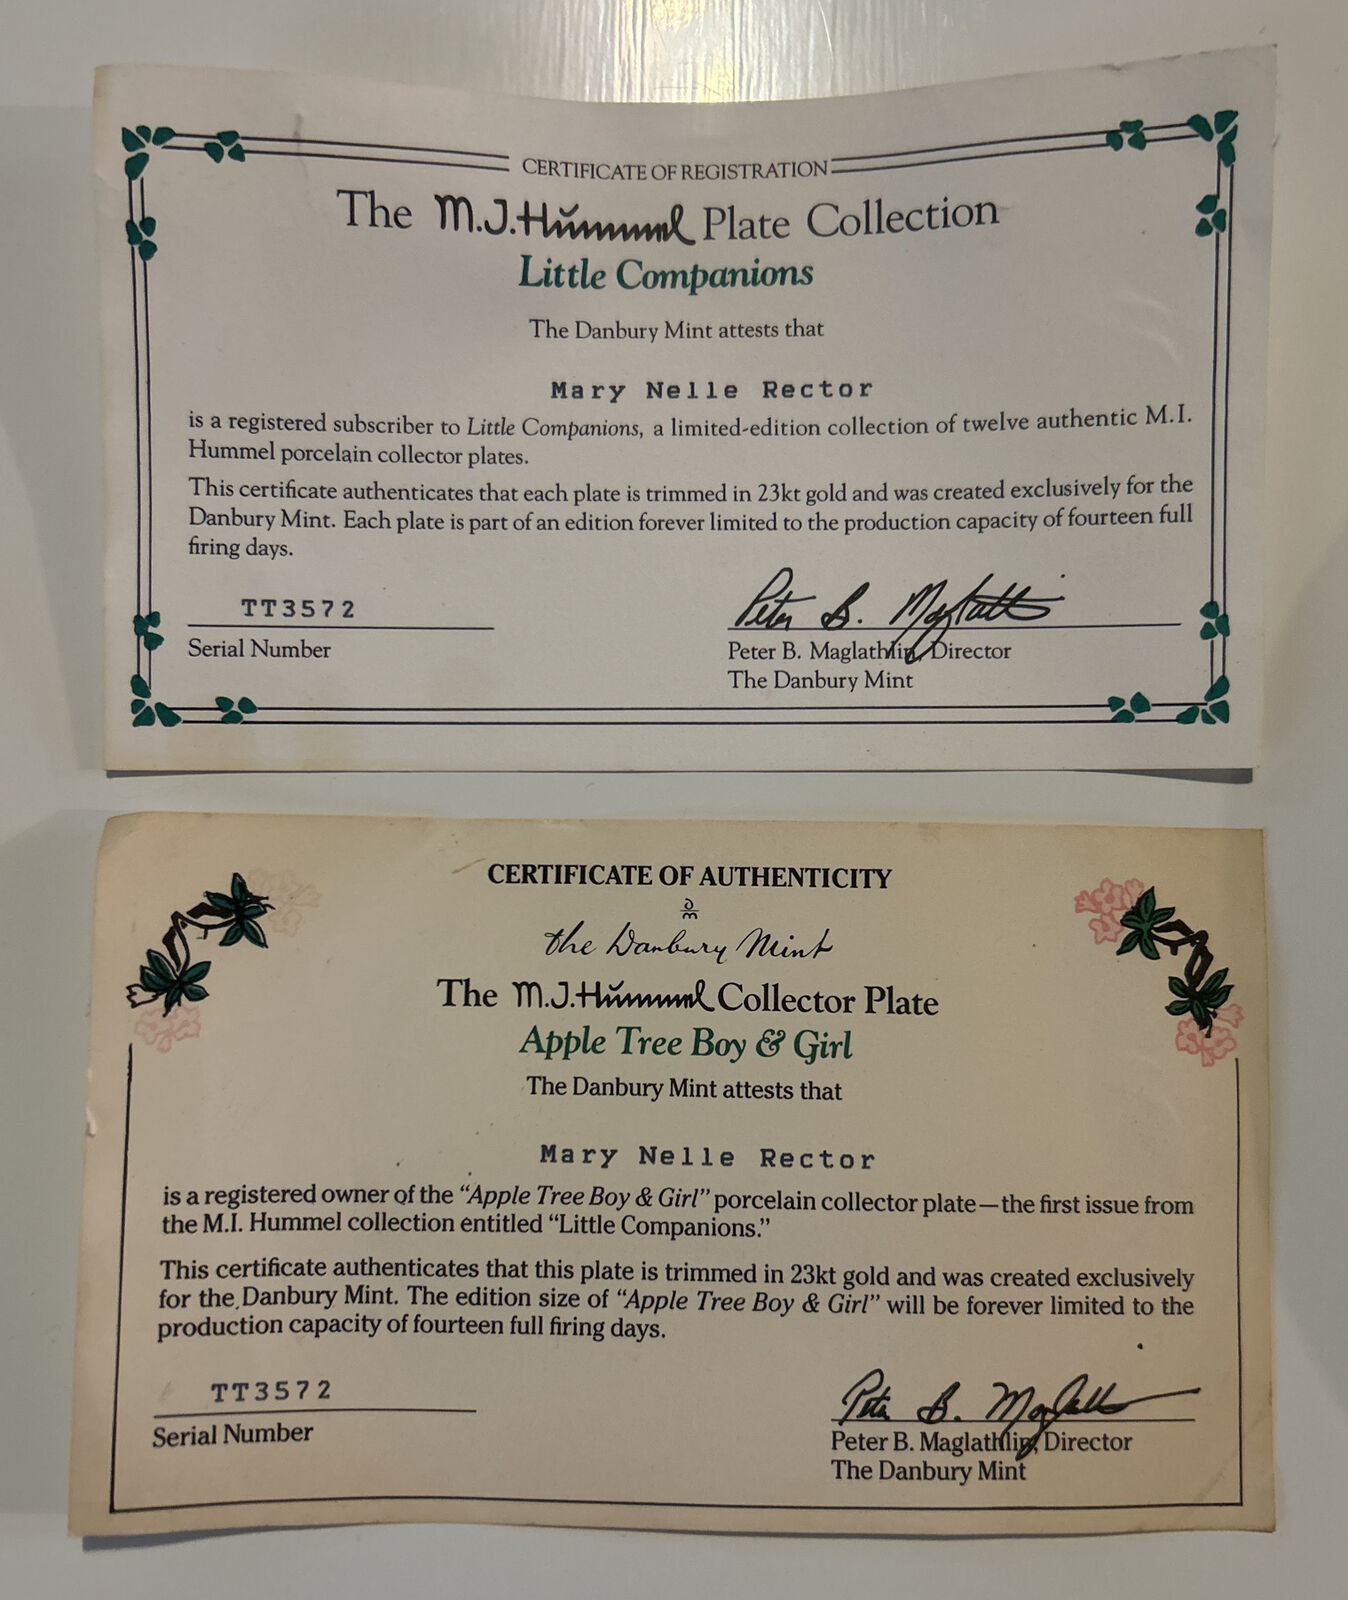 CERTIFICATE OF REGISTRATION
The M.J. Hummel Plate Collection
Little Companions
The Danbury Mint attests that
Mary Nelle Rector
is a registered subscriber to Little Companions, a limited-edition collection of twelve authentic M.I.
Hummel porcelain collector plates.
This certificate authenticates that each plate is trimmed in 23kt gold and was created exclusively for the
Danbury Mint. Each plate is part of an edition forever limited to the production capacity of fourteen full
firing days.
TT3572
Serial Number
Peter B. Maglathlin
Peter B. Maglathlin, Director
The Danbury Mint
CERTIFICATE OF AUTHENTICITY
DM
the Danbury Mint
The M.J. Hummel Collector Plate
Apple Tree Boy & Girl
The Danbury Mint attests that
Mary Nelle Rector
is a registered owner of the “Apple Tree Boy & Girl” porcelain collector plate—the first issue from
the M.I. Hummel collection entitled “Little Companions.”
This certificate authenticates that this plate is trimmed in 23kt gold and was created exclusively
for the Danbury Mint. The edition size of “Apple Tree Boy & Girl” will be forever limited to the
production capacity of fourteen full firing days.
TT3572
Serial Number
Peter B. Maglathlin
Peter B. Maglathlin, Director
The Danbury Mint